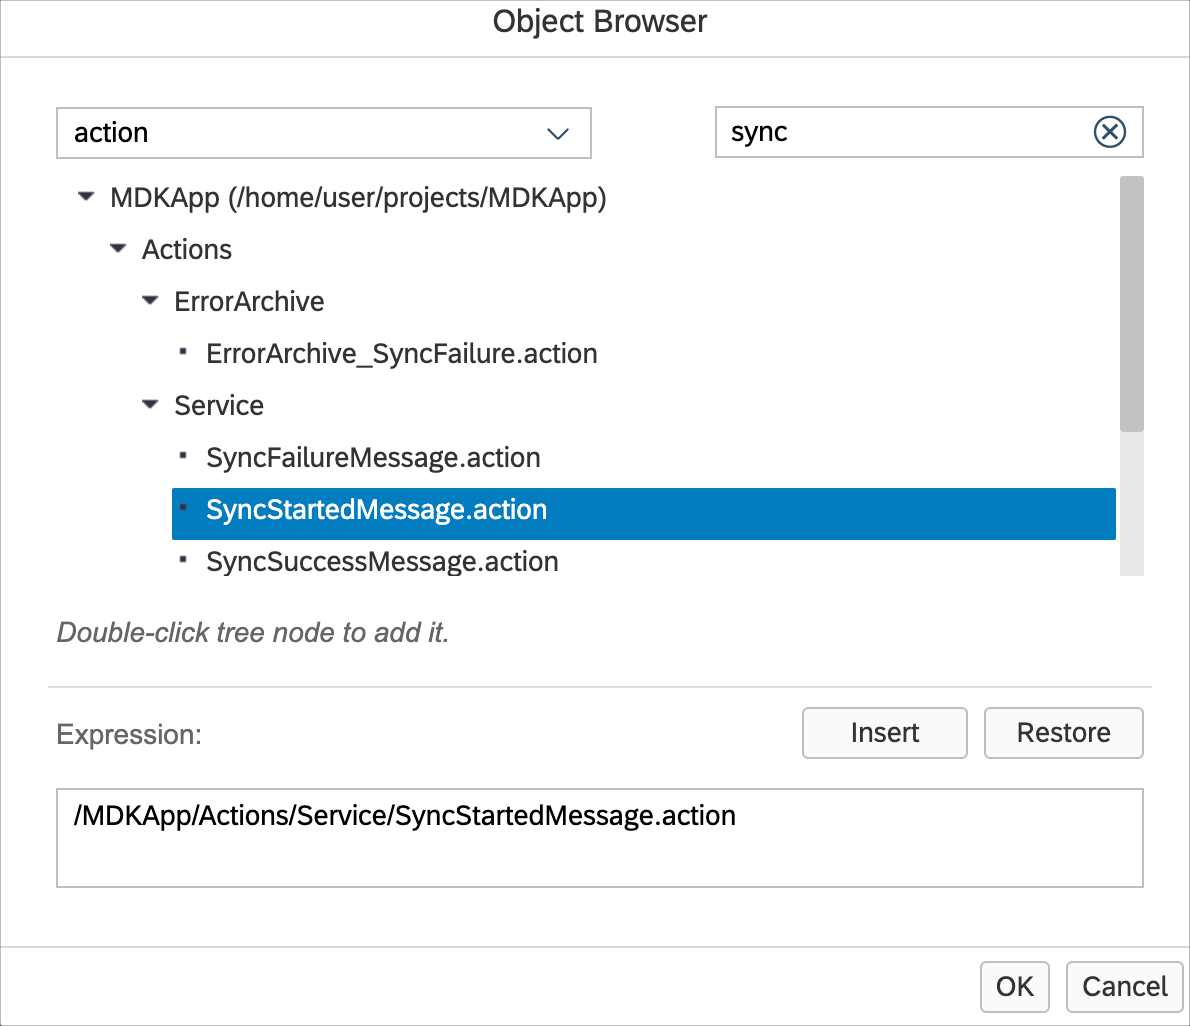 Object Browser
action
sync
MDKApp (/home/user/projects/MDKApp)
Actions
ErrorArchive
ErrorArchive_SyncFailure.action
Service
SyncFailureMessage.action
SyncStartedMessage.action
SyncSuccessMessage.action
Double-click tree node to add it.
Expression:
Insert
Restore
/MDKApp/Actions/Service/SyncStartedMessage.action
OK
Cancel